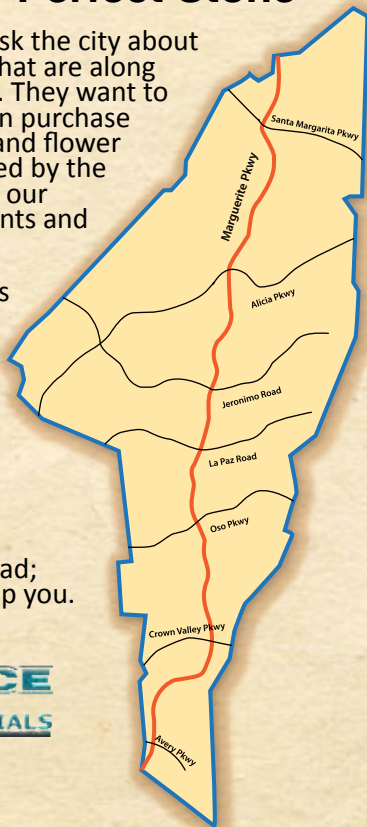 sk the city about
hat are along
. They want to
n purchase
and flower
ed by the
our
nts and
s
ad;
p you.
CE
IALS
Santa Margarita Pkwy
Marguerite Pkwy
Alicia Pkwy
Jeronimo Road
La Paz Road
Oso Pkwy
Crown Valley Pkwy
Avery Pkwy